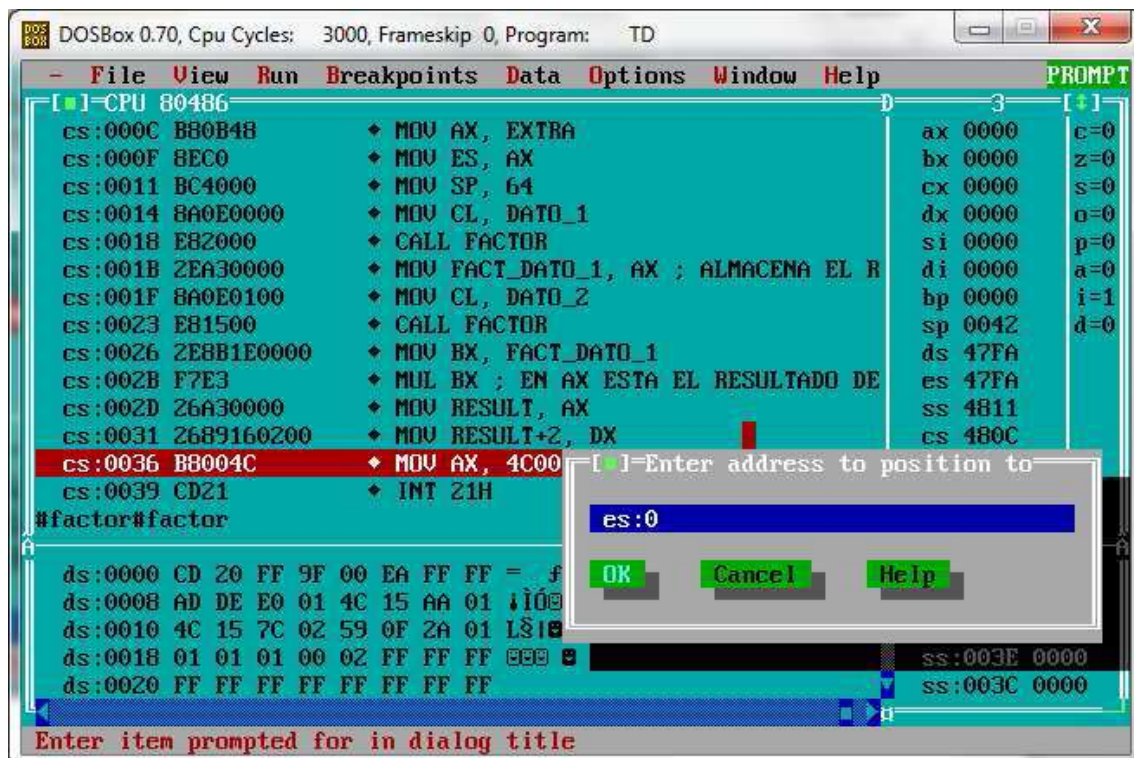 DOSBox 0.70, Cpu Cycles: 3000, Frameskip 0, Program: TD
- File View Run Breakpoints Data Options Window Help PROMPT
[■]=CPU 80486 D 3 [↕]
cs:000C B80B48 ♦ MOV AX, EXTRA ax 0000 c=0
cs:000F 8EC0 ♦ MOV ES, AX bx 0000 z=0
cs:0011 BC4000 ♦ MOV SP, 64 cx 0000 s=0
cs:0014 8A0E0000 ♦ MOV CL, DATO_1 dx 0000 o=0
cs:0018 E82000 ♦ CALL FACTOR si 0000 p=0
cs:001B 2EA30000 ♦ MOV FACT_DATO_1, AX ; ALMACENA EL R di 0000 a=0
cs:001F 8A0E0100 ♦ MOV CL, DATO_2 bp 0000 i=1
cs:0023 E81500 ♦ CALL FACTOR sp 0042 d=0
cs:0026 2E8B1E0000 ♦ MOV BX, FACT_DATO_1 ds 47FA
cs:002B F7E3 ♦ MUL BX ; EN AX ESTA EL RESULTADO DE es 47FA
cs:002D 26A30000 ♦ MOV RESULT, AX ss 4811
cs:0031 2689160200 ♦ MOV RESULT+2, DX cs 480C
cs:0036 B8004C ♦ MOV AX, 4C00
[■]=Enter address to position to
cs:0039 CD21 ♦ INT 21H
#factor#factor
es:0
OK Cancel Help
ds:0000 CD 20 FF 9F 00 EA FF FF = ƒ
ds:0008 AD DE E0 01 4C 15 AA 01
ds:0010 4C 15 7C 02 59 0F 2A 01
ds:0018 01 01 01 00 02 FF FF FF ss:003E 0000
ds:0020 FF FF FF FF FF FF FF FF ss:003C 0000
Enter item prompted for in dialog title